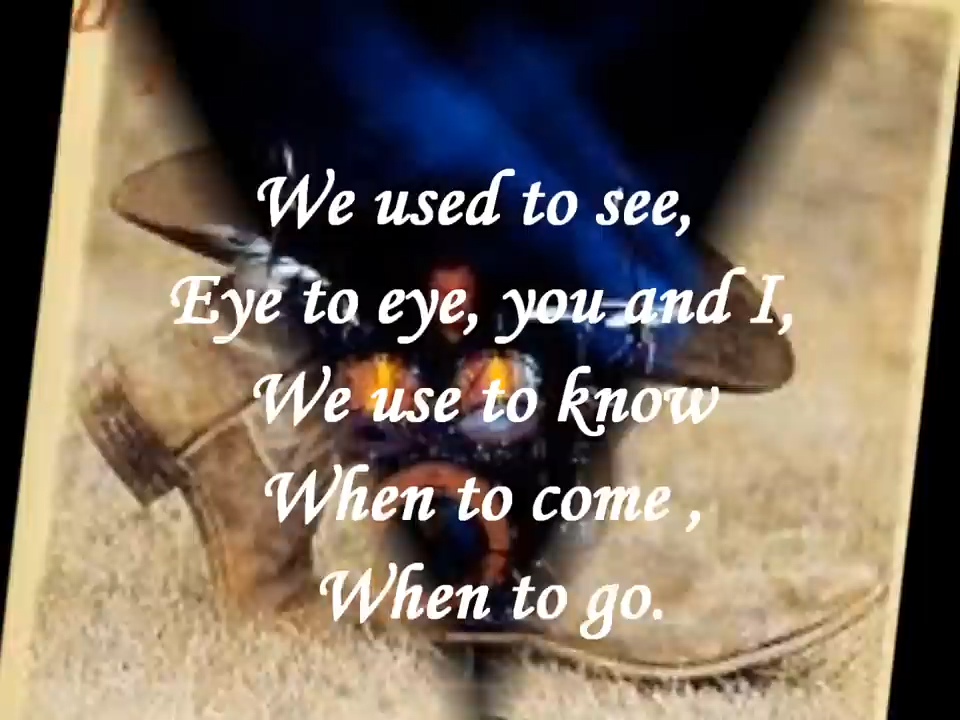 We used to see,
Eye to eye, you and I,
We use to know
When to come ,
When to go.